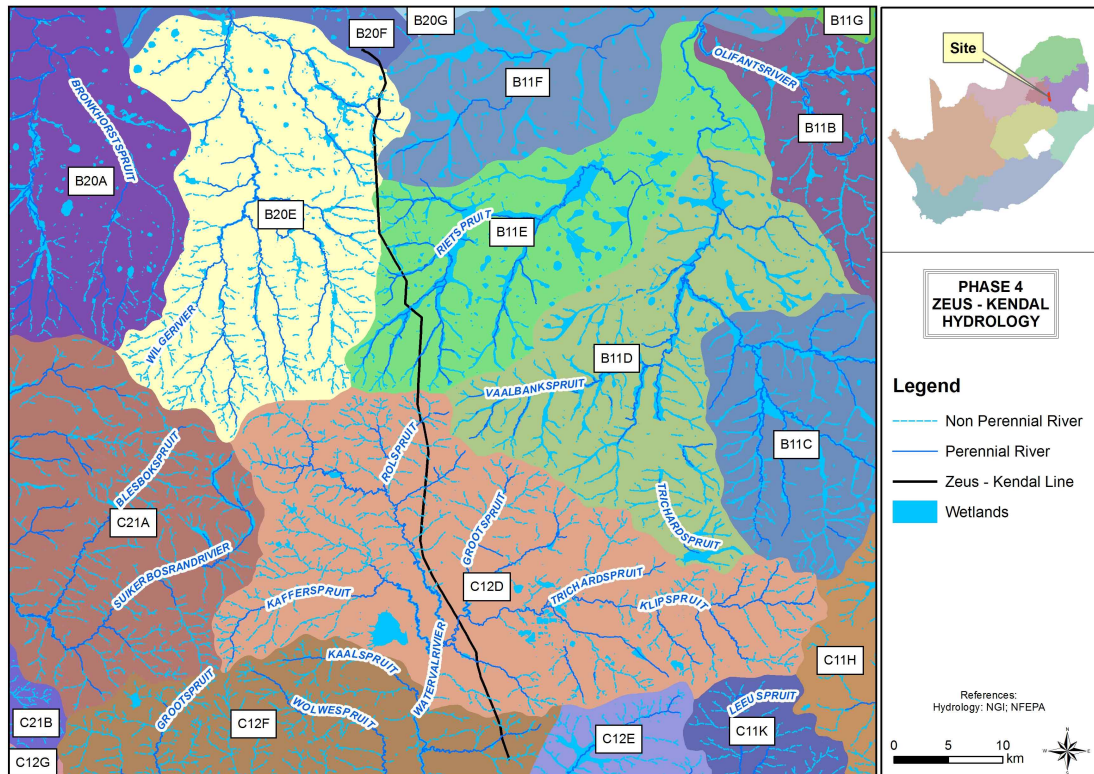 B20G
B11G
B20F
OLIFANTSRIVIER
B11F
BRONKHORSTSPRUIT
B11B
B20A
B20E
RIETSPRUIT
B11E
WILGERIVIER
B11D
VAALBANKSPRUIT
B11C
ROLSPRUIT
BLESBOKSPRUIT
TRICHARDSPRUIT
GROOTSPRUIT
C21A
SUIKERBOSRANDRIVIER
C12D
KAFFERSPRUIT
TRICHARDSPRUIT
KLIPSPRUIT
WATERVALRIVIER
KAALSPRUIT
C11H
GROOTSPRUIT
WOLWESPRUIT
LEEUSPRUIT
C21B
C12F
C12E
C11K
C12G
Site
PHASE 4
ZEUS - KENDAL
HYDROLOGY
Legend
Non Perennial River
Perennial River
Zeus - Kendal Line
Wetlands
References:
Hydrology: NGI; NFEPA
0 5 10
km
N
W E
S